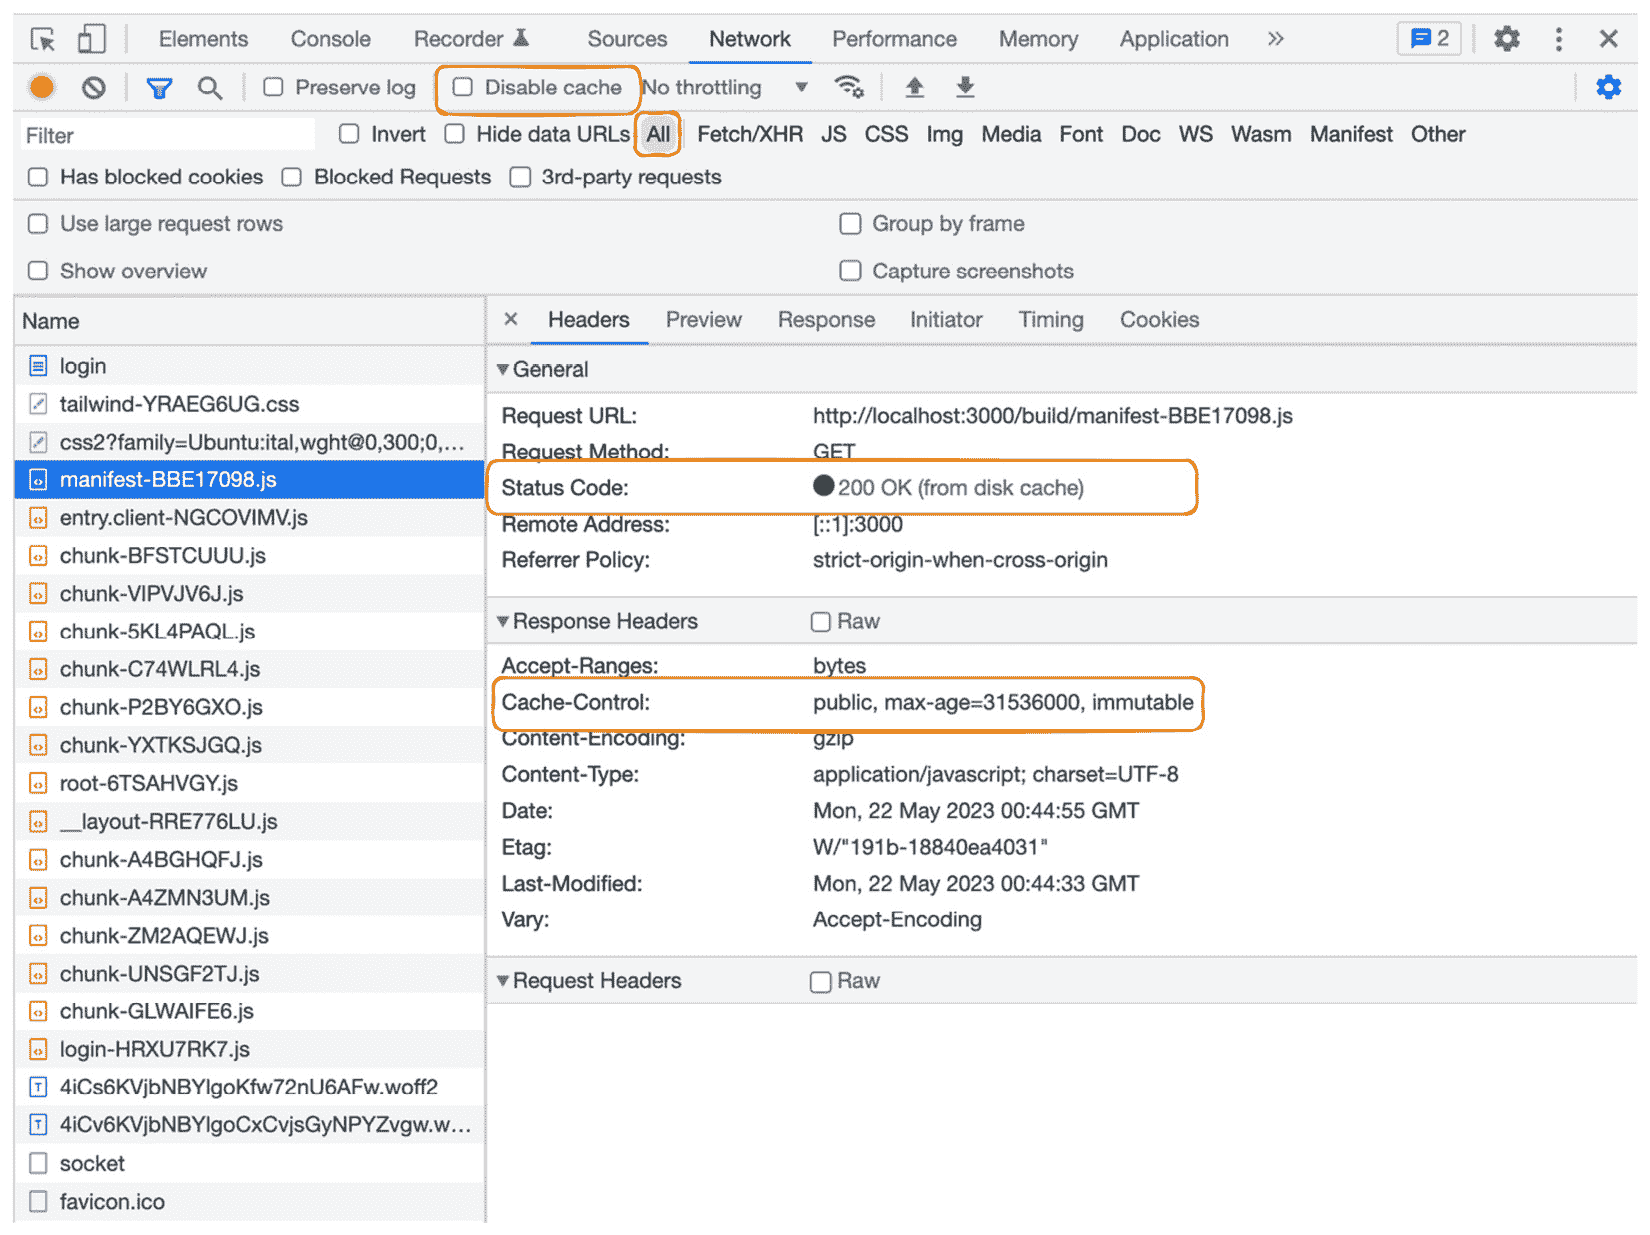 Elements Console Recorder Sources Network Performance Memory Application » 2
Preserve log Disable cache No throttling
Filter Invert Hide data URLs All Fetch/XHR JS CSS Img Media Font Doc WS Wasm Manifest Other
Has blocked cookies Blocked Requests 3rd-party requests
Use large request rows Group by frame
Show overview Capture screenshots
Name
login
tailwind-YRAEG6UG.css
css2?family=Ubuntu:ital,wght@0,300;0,...
manifest-BBE17098.js
entry.client-NGCOVIMV.js
chunk-BFSTCUUU.js
chunk-VIPVJV6J.js
chunk-5KL4PAQL.js
chunk-C74WLRL4.js
chunk-P2BY6GXO.js
chunk-YXTKSJGQ.js
root-6TSAHVGY.js
__layout-RRE776LU.js
chunk-A4BGHQFJ.js
chunk-A4ZMN3UM.js
chunk-ZM2AQEWJ.js
chunk-UNSGF2TJ.js
chunk-GLWAIFE6.js
login-HRXU7RK7.js
4iCs6KVjbNBYlgoKfw72nU6AFw.woff2
4iCv6KVjbNBYlgoCxCvjsGyNPYZvgw.w...
socket
favicon.ico
Headers Preview Response Initiator Timing Cookies
General
Request URL: http://localhost:3000/build/manifest-BBE17098.js
Request Method: GET
Status Code: 200 OK (from disk cache)
Remote Address: [::1]:3000
Referrer Policy: strict-origin-when-cross-origin
Response Headers Raw
Accept-Ranges: bytes
Cache-Control: public, max-age=31536000, immutable
Content-Encoding: gzip
Content-Type: application/javascript; charset=UTF-8
Date: Mon, 22 May 2023 00:44:55 GMT
Etag: W/"191b-18840ea4031"
Last-Modified: Mon, 22 May 2023 00:44:33 GMT
Vary: Accept-Encoding
Request Headers Raw